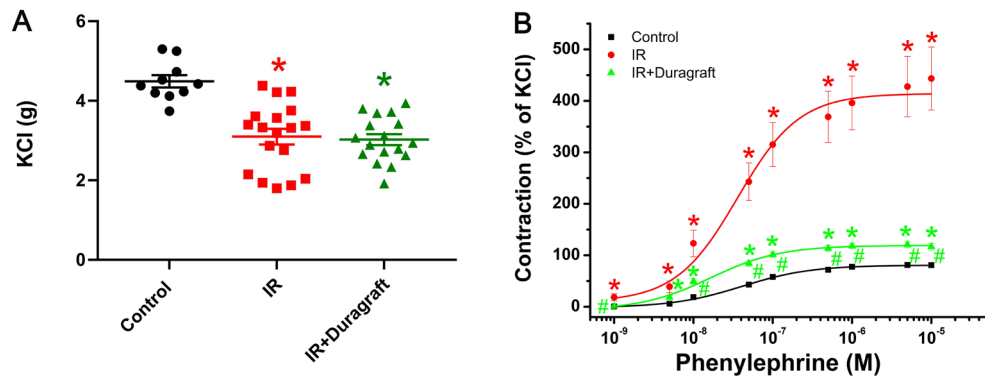 A
KCl (g)
6
4
2
0
Control
IR
IR+Duragraft
*
*
B
Contraction (% of KCl)
500
400
300
200
100
0
Control
IR
IR+Duragraft
* * * * * * * * *
* * * * * * * *
# # # # # # # #
10-9
10-8
10-7
10-6
10-5
Phenylephrine (M)